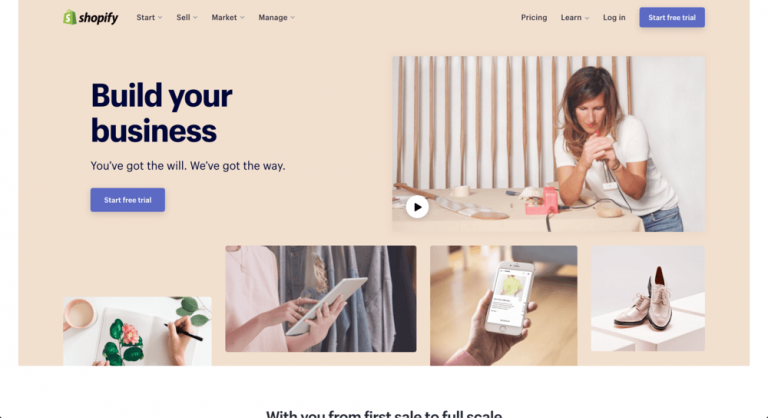 shopify Start Sell Market Manage Pricing Learn Log in Start free trial
Build your
business
You've got the will. We've got the way.
Start free trial
With you from first sale to full scale